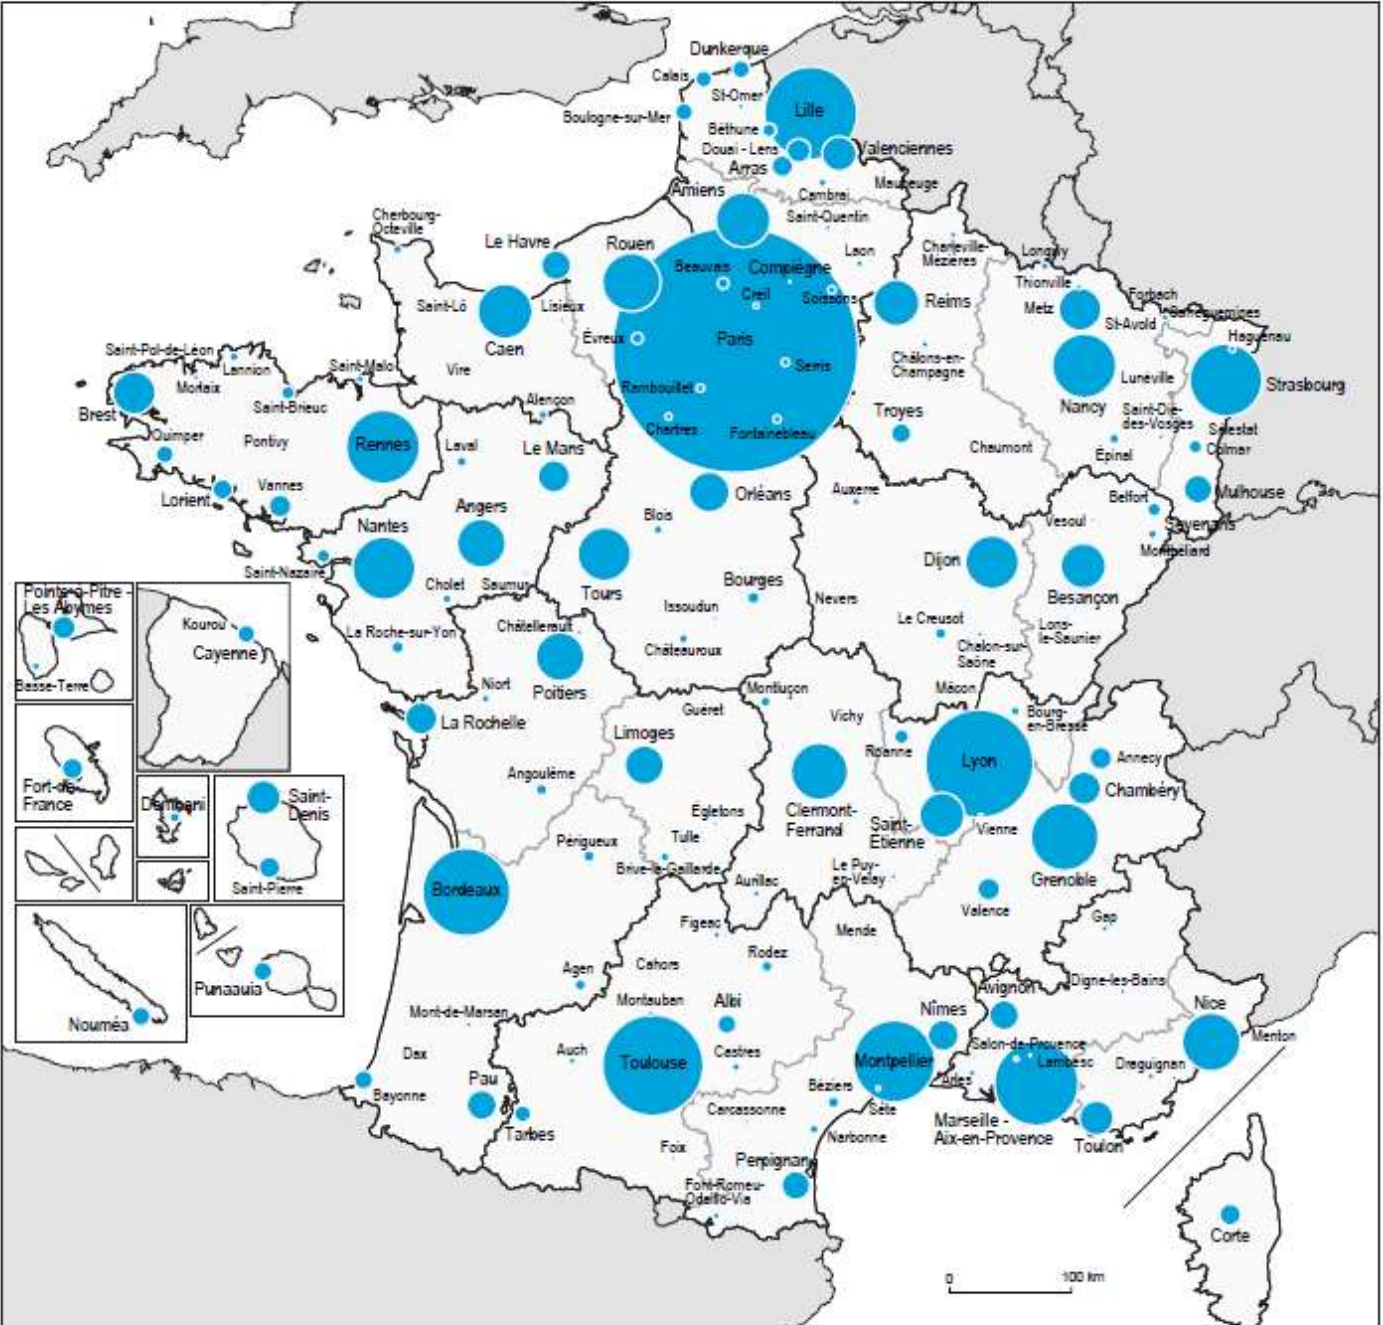 Dunkerque
Calais
St-Omer
Boulogne-sur-Mer
Lille
Béthune
Douai - Lens
Valenciennes
Arras
Maubeuge
Cambrai
Amiens
Saint-Quentin
Cherbourg-
Octeville
Le Havre
Rouen
Laon
Charleville-
Mézières
Longwy
Beauvais
Compiègne
Thionville
Creil
Soissons
Forbach
Saint-Lô
Lisieux
Reims
Metz
Sarreguemines
St-Avold
Évreux
Paris
Haguenau
Caen
Saint-Pol-de-Léon
Lannion
Saint-Malo
Vire
Serris
Châlons-en-
Champagne
Lunéville
Strasbourg
Morlaix
Rambouillet
Brest
Saint-Brieuc
Alençon
Nancy
Troyes
Saint-Dié-
des-Vosges
Quimper
Pontivy
Rennes
Laval
Le Mans
Chartres
Fontainebleau
Chaumont
Épinal
Sélestat
Colmar
Lorient
Vannes
Orléans
Auxerre
Belfort
Mulhouse
Nantes
Angers
Blois
Vesoul
Sévenans
Montbéliard
Saint-Nazaire
Cholet
Saumur
Tours
Bourges
Dijon
Besançon
Pointe-à-Pitre -
Les Abymes
Issoudun
Nevers
Kourou
La Roche-sur-Yon
Châtellerault
Le Creusot
Lons-
le-Saunier
Cayenne
Châteauroux
Chalon-sur-
Saône
Basse-Terre
Niort
Poitiers
Montluçon
Mâcon
La Rochelle
Guéret
Vichy
Bourg-
en-Bresse
Limoges
Roanne
Lyon
Annecy
Angoulême
Chambéry
Fort-de-
France
Dembeni
Saint-
Denis
Égletons
Clermont-
Ferrand
Saint-
Etienne
Vienne
Périgueux
Tulle
Brive-la-Gaillarde
Le Puy-
en-Velay
Grenoble
Saint-Pierre
Bordeaux
Aurillac
Valence
Figeac
Mende
Gap
Rodez
Cahors
Agen
Digne-les-Bains
Punaauia
Mont-de-Marsan
Montauban
Albi
Avignon
Nice
Nouméa
Nîmes
Menton
Dax
Auch
Toulouse
Castres
Montpellier
Salon-de-Provence
Lambesc
Draguignan
Pau
Bayonne
Béziers
Arles
Carcassonne
Sète
Marseille -
Aix-en-Provence
Tarbes
Narbonne
Toulon
Foix
Perpignan
Font-Romeu-
Odeillo-Via
Corte
0 100 km